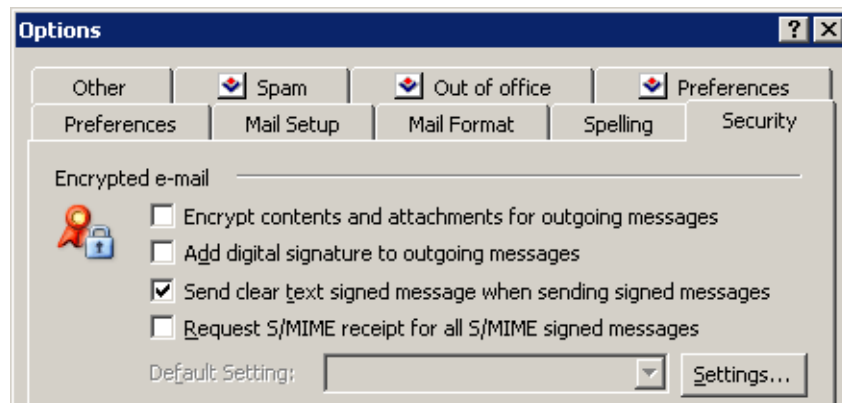 Options
Other Spam Out of office Preferences
Preferences Mail Setup Mail Format Spelling Security
Encrypted e-mail
Encrypt contents and attachments for outgoing messages
Add digital signature to outgoing messages
Send clear text signed message when sending signed messages
Request S/MIME receipt for all S/MIME signed messages
Default Setting: Settings...